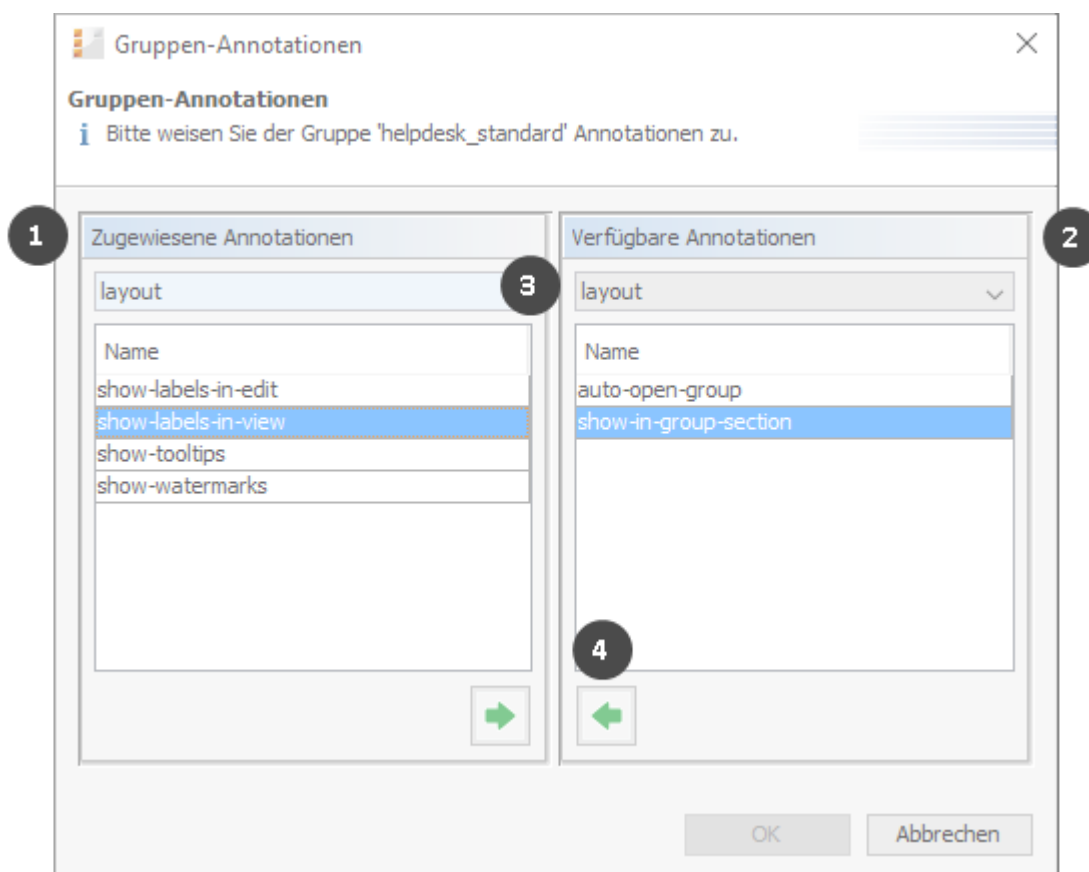 Gruppen-Annotationen
Gruppen-Annotationen
i Bitte weisen Sie der Gruppe 'helpdesk_standard' Annotationen zu.
1
Zugewiesene Annotationen
layout
Name
show-labels-in-edit
show-labels-in-view
show-tooltips
show-watermarks
2
Verfügbare Annotationen
3
layout
Name
auto-open-group
show-in-group-section
4
OK
Abbrechen